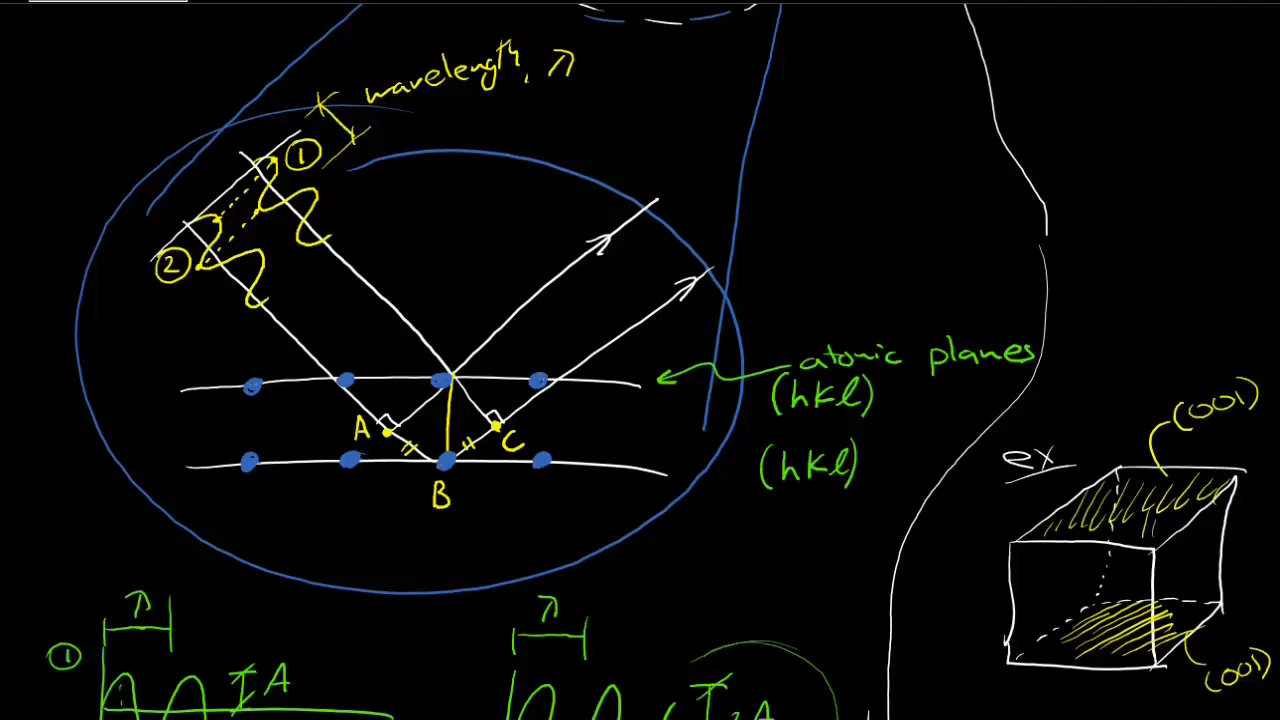 wavelength, λ
①
②
atomic planes
(hkl)
A
C
(hkl)
B
(001)
ex
(001)
λ
λ
①
A